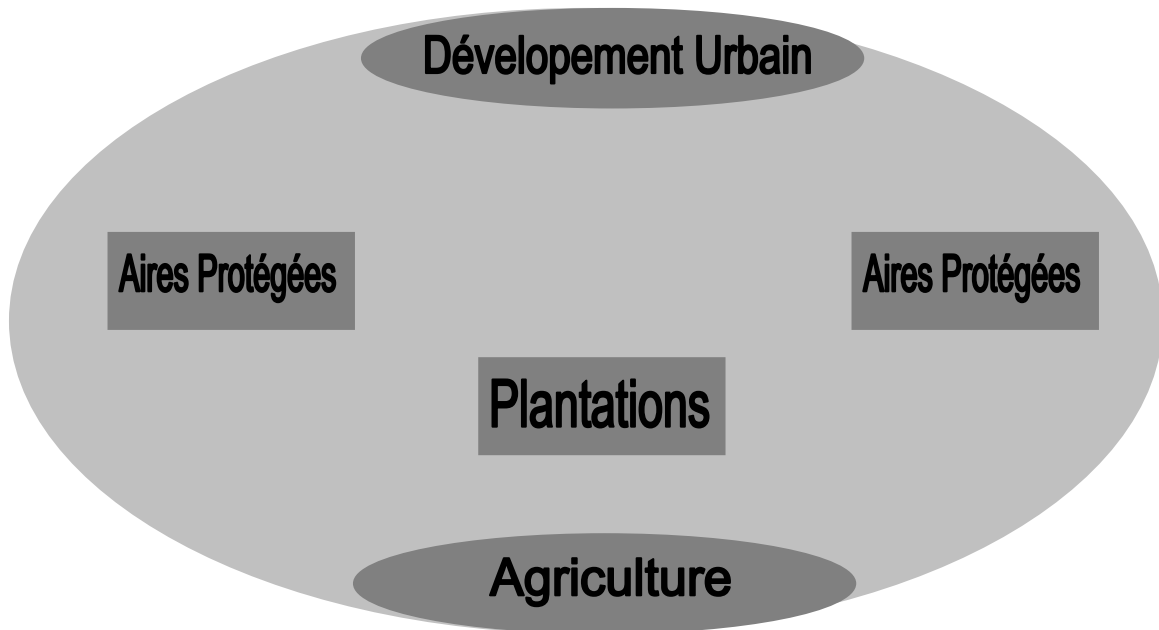 Dévelopement Urbain
Aires Protégées
Aires Protégées
Plantations
Agriculture